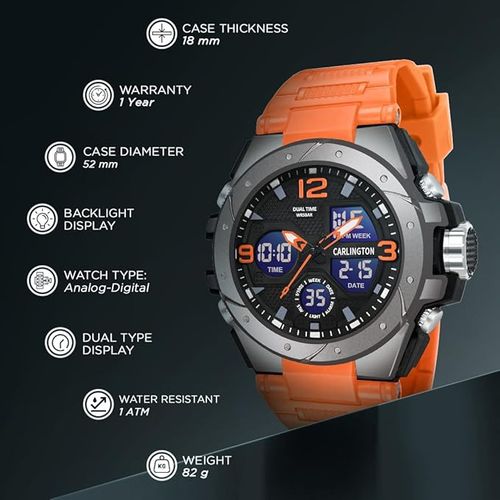 CASE THICKNESS
18 mm
WARRANTY
1 Year
CASE DIAMETER
52 mm
BACKLIGHT
DISPLAY
WATCH TYPE:
Analog-Digital
DUAL TYPE
DISPLAY
WATER RESISTANT
1 ATM
KG
WEIGHT
82 g
12
DUAL TIME
9
3
10:10
TIME
CARLINGTON
2-15
DATE
35